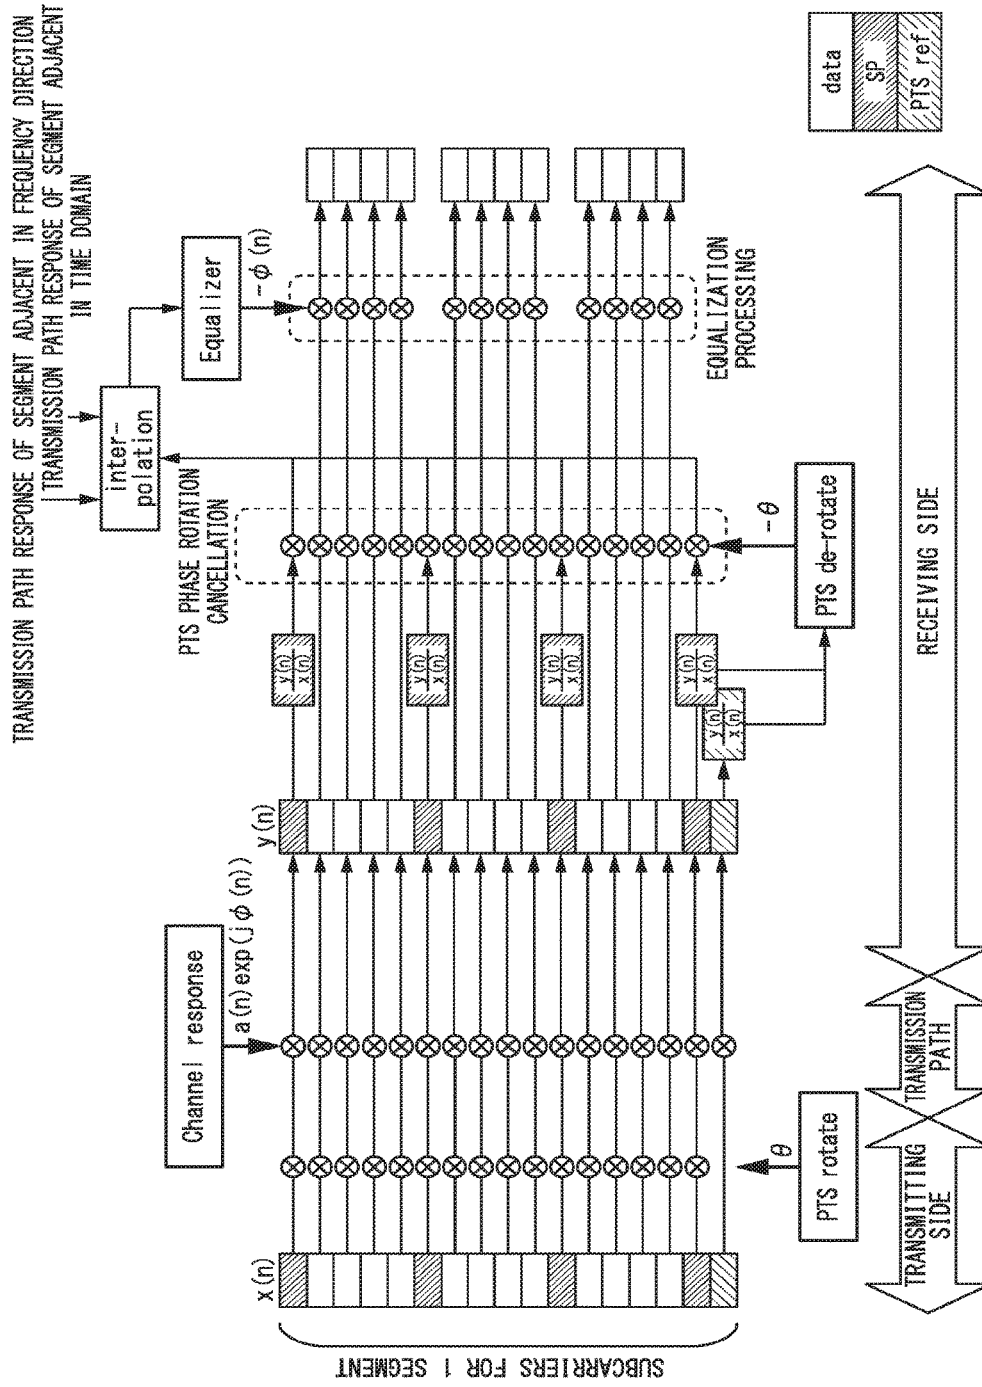 TRANSMISSION PATH RESPONSE OF SEGMENT ADJACENT IN FREQUENCY DIRECTION
TRANSMISSION PATH RESPONSE OF SEGMENT ADJACENT
IN TIME DOMAIN
inter-
polation
Equalizer
-φ(n)
Channel response
a(n)exp(jφ(n))
PTS PHASE ROTATION
CANCELLATION
x(n)
y(n)
y(n)
x(n)
y(n)
x(n)
y(n)
x(n)
y(n)
x(n)
y(n)
x(n)
SUBCARRIERS FOR 1 SEGMENT
EQUALIZATION
PROCESSING
θ
PTS rotate
-θ
PTS de-rotate
TRANSMITTING
SIDE
TRANSMISSION
PATH
RECEIVING SIDE
data
SP
PTS ref